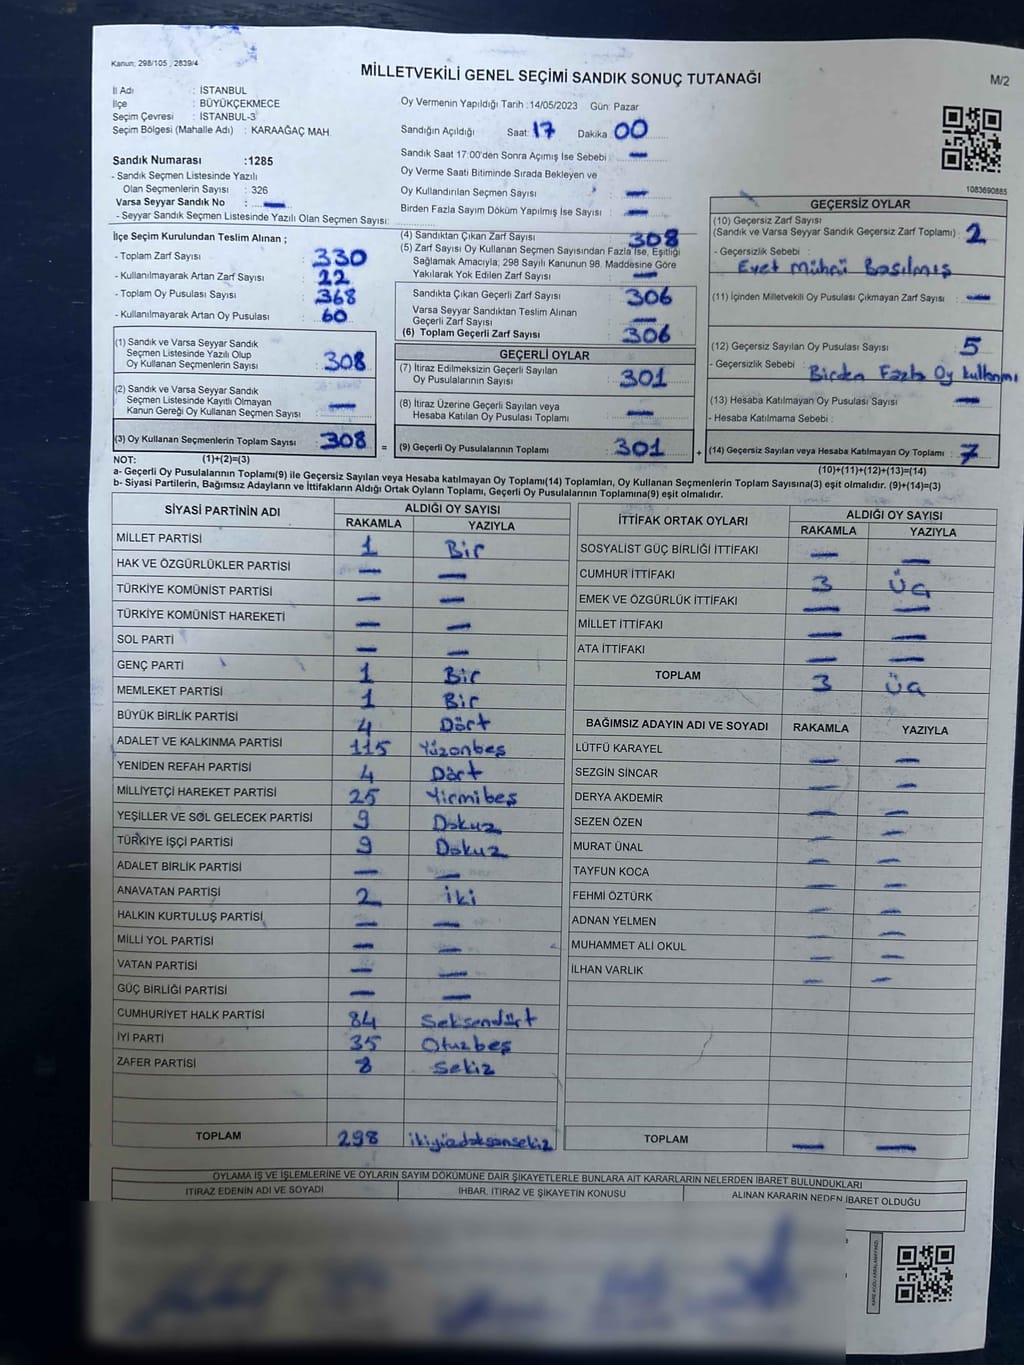 Kanun; 298/105 , 2839/4
MİLLETVEKİLİ GENEL SEÇİMİ SANDIK SONUÇ TUTANAĞI
M/2
İl Adı : İSTANBUL
İlçe : BÜYÜKÇEKMECE
Seçim Çevresi : İSTANBUL-3
Seçim Bölgesi (Mahalle Adı) : KARAAĞAÇ MAH.
Sandık Numarası :1285
- Sandık Seçmen Listesinde Yazılı
Olan Seçmenlerin Sayısı : 326
Varsa Seyyar Sandık No : —
- Seyyar Sandık Seçmen Listesinde Yazılı Olan Seçmen Sayısı:
Oy Vermenin Yapıldığı Tarih :14/05/2023 Gün: Pazar
Sandığın Açıldığı Saat: 17 Dakika 00
Sandık Saat 17:00'den Sonra Açımış İse Sebebi : —
Oy Verme Saati Bitiminde Sırada Bekleyen ve
Oy Kullandırılan Seçmen Sayısı : —
Birden Fazla Sayım Döküm Yapılmış İse Sayısı : —
1083690885
İlçe Seçim Kurulundan Teslim Alınan ;
- Toplam Zarf Sayısı : 330
- Kullanılmayarak Artan Zarf Sayısı : 22
- Toplam Oy Pusulası Sayısı : 368
- Kullanılmayarak Artan Oy Pusulası : 60
(1) Sandık ve Varsa Seyyar Sandık
Seçmen Listesinde Yazılı Olup
Oy Kullanan Seçmenlerin Sayısı : 308
(2) Sandık ve Varsa Seyyar Sandık
Seçmen Listesinde Kayıtlı Olmayan
Kanun Gereği Oy Kullanan Seçmen Sayısı : —
(3) Oy Kullanan Seçmenlerin Toplam Sayısı : 308 =
(4) Sandıktan Çıkan Zarf Sayısı : 308
(5) Zarf Sayısı Oy Kullanan Seçmen Sayısından Fazla İse, Eşitliği
Sağlamak Amacıyla; 298 Sayılı Kanunun 98. Maddesine Göre
Yakılarak Yok Edilen Zarf Sayısı : —
Sandıkta Çıkan Geçerli Zarf Sayısı : 306
Varsa Seyyar Sandıktan Teslim Alınan
Geçerli Zarf Sayısı : —
(6) Toplam Geçerli Zarf Sayısı : 306
GEÇERLİ OYLAR
(7) İtiraz Edilmeksizin Geçerli Sayılan
Oy Pusulalarının Sayısı : 301
(8) İtiraz Üzerine Geçerli Sayılan veya
Hesaba Katılan Oy Pusulası Toplamı : —
(9) Geçerli Oy Pusulalarının Toplamı : 301 +
GEÇERSİZ OYLAR
(10) Geçersiz Zarf Sayısı
(Sandık ve Varsa Seyyar Sandık Geçersiz Zarf Toplamı) : 2
- Geçersizlik Sebebi :
Evet Mührü Basılmış
(11) İçinden Milletvekili Oy Pusulası Çıkmayan Zarf Sayısı : —
(12) Geçersiz Sayılan Oy Pusulası Sayısı : 5
- Geçersizlik Sebebi : Birden Fazla Oy kullanımı
(13) Hesaba Katılmayan Oy Pusulası Sayısı : —
- Hesaba Katılmama Sebebi :
(14) Geçersiz Sayılan veya Hesaba Katılmayan Oy Toplamı : 7
NOT: (1)+(2)=(3) (10)+(11)+(12)+(13)=(14)
a- Geçerli Oy Pusulalarının Toplamı(9) ile Geçersiz Sayılan veya Hesaba katılmayan Oy Toplamı(14) Toplamları, Oy Kullanan Seçmenlerin Toplam Sayısına(3) eşit olmalıdır. (9)+(14)=(3)
b- Siyasi Partilerin, Bağımsız Adayların ve İttifakların Aldığı Ortak Oyların Toplamı, Geçerli Oy Pusulalarının Toplamına(9) eşit olmalıdır.
SİYASİ PARTİNİN ADI ALDIĞI OY SAYISI
RAKAMLA YAZIYLA
MİLLET PARTİSİ 1 Bir
HAK VE ÖZGÜRLÜKLER PARTİSİ — —
TÜRKİYE KOMÜNİST PARTİSİ — —
TÜRKİYE KOMÜNİST HAREKETİ — —
SOL PARTİ — —
GENÇ PARTİ 1 Bir
MEMLEKET PARTİSİ 1 Bir
BÜYÜK BİRLİK PARTİSİ 4 Dört
ADALET VE KALKINMA PARTİSİ 115 Yüzonbeş
YENİDEN REFAH PARTİSİ 4 Dört
MİLLİYETÇİ HAREKET PARTİSİ 25 Yirmibeş
YEŞİLLER VE SOL GELECEK PARTİSİ 9 Dokuz
TÜRKİYE İŞÇİ PARTİSİ 9 Dokuz
ADALET BİRLİK PARTİSİ — —
ANAVATAN PARTİSİ 2 iki
HALKIN KURTULUŞ PARTİSİ — —
MİLLİ YOL PARTİSİ — —
VATAN PARTİSİ — —
GÜÇ BİRLİĞİ PARTİSİ — —
CUMHURİYET HALK PARTİSİ 84 Seksendört
İYİ PARTİ 35 Otuzbeş
ZAFER PARTİSİ 8 Sekiz
TOPLAM 298 ikiyüzdoksansekiz
İTTİFAK ORTAK OYLARI ALDIĞI OY SAYISI
RAKAMLA YAZIYLA
SOSYALİST GÜÇ BİRLİĞİ İTTİFAKI — —
CUMHUR İTTİFAKI 3 Üç
EMEK VE ÖZGÜRLÜK İTTİFAKI — —
MİLLET İTTİFAKI — —
ATA İTTİFAKI — —
TOPLAM 3 Üç
BAĞIMSIZ ADAYIN ADI VE SOYADI RAKAMLA YAZIYLA
LÜTFÜ KARAYEL — —
SEZGİN SİNCAR — —
DERYA AKDEMİR — —
SEZEN ÖZEN — —
MURAT ÜNAL — —
TAYFUN KOCA — —
FEHMİ ÖZTÜRK — —
ADNAN YELMEN — —
MUHAMMET ALİ OKUL — —
İLHAN VARLIK — —
TOPLAM — —
OYLAMA İŞ VE İŞLEMLERİNE VE OYLARIN SAYIM DÖKÜMÜNE DAİR ŞİKAYETLERLE BUNLARA AİT KARARLARIN NELERDEN İBARET BULUNDUKLARI
İTİRAZ EDENİN ADI VE SOYADI İHBAR, İTİRAZ VE ŞİKAYETİN KONUSU ALINAN KARARIN NEDEN İBARET OLDUĞU